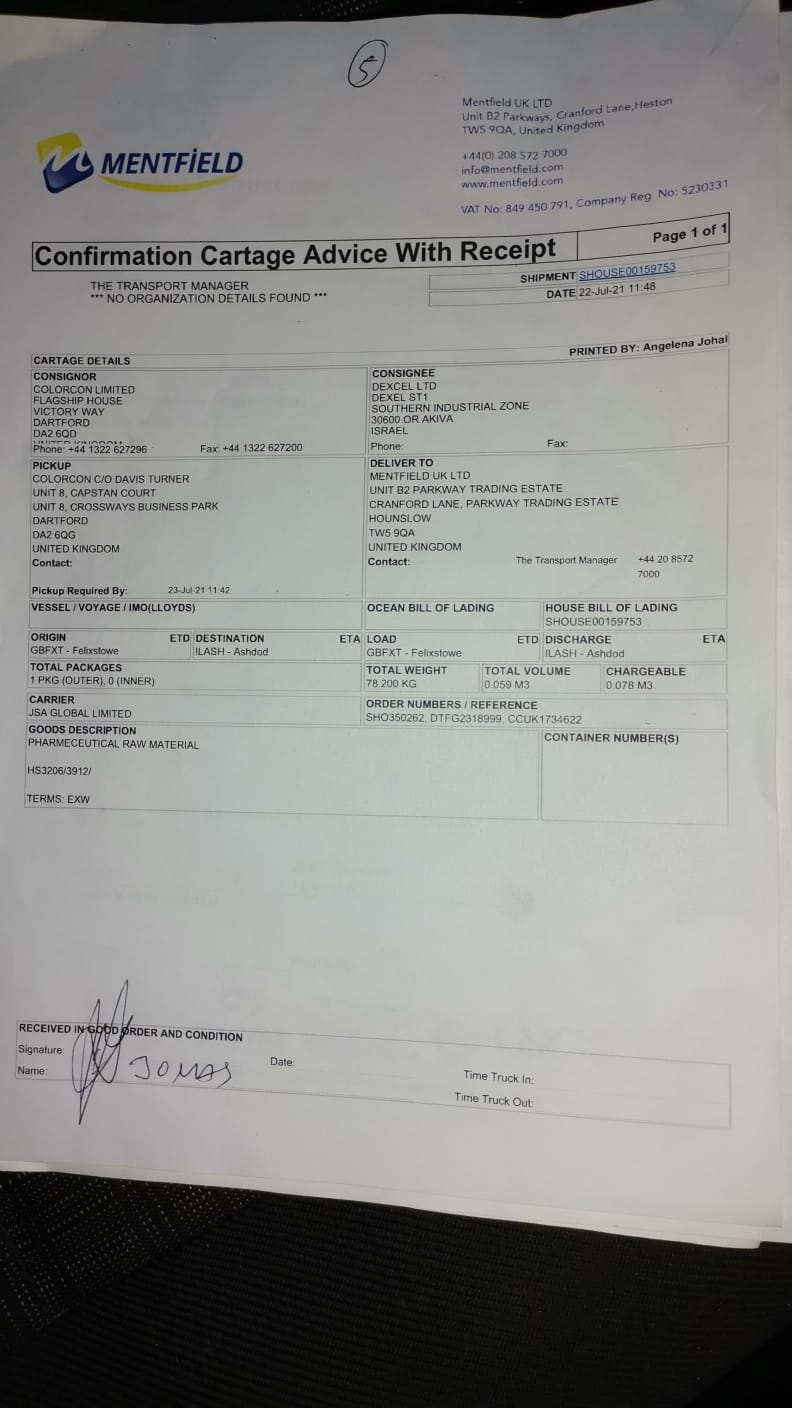 5
Mentfield UK LTD
Unit B2 Parkways, Cranford Lane,Heston
TW5 9QA, United Kingdom
+44(0) 208 572 7000
info@mentfield.com
www.mentfield.com
VAT No: 849 450 791, Company Reg. No: 5230331
MENTFiELD
Confirmation Cartage Advice With Receipt
Page 1 of 1
THE TRANSPORT MANAGER
*** NO ORGANIZATION DETAILS FOUND ***
SHIPMENT SHOUSE00159753
DATE 22-Jul-21 11:48
PRINTED BY: Angelena Johal
CARTAGE DETAILS
CONSIGNOR
COLORCON LIMITED
FLAGSHIP HOUSE
VICTORY WAY
DARTFORD
DA2 6QD
UNITED KINGDOM
Phone: +44 1322 627296 Fax: +44 1322 627200
CONSIGNEE
DEXCEL LTD
DEXEL ST1
SOUTHERN INDUSTRIAL ZONE
30600 OR AKIVA
ISRAEL
Phone: Fax:
PICKUP
COLORCON C/O DAVIS TURNER
UNIT 8, CAPSTAN COURT
UNIT 8, CROSSWAYS BUSINESS PARK
DARTFORD
DA2 6QG
UNITED KINGDOM
Contact:
Pickup Required By: 23-Jul-21 11:42
DELIVER TO
MENTFIELD UK LTD
UNIT B2 PARKWAY TRADING ESTATE
CRANFORD LANE, PARKWAY TRADING ESTATE
HOUNSLOW
TW5 9QA
UNITED KINGDOM
Contact: The Transport Manager +44 20 8572
7000
VESSEL / VOYAGE / IMO(LLOYDS)
OCEAN BILL OF LADING
HOUSE BILL OF LADING
SHOUSE00159753
ORIGIN ETD DESTINATION ETA LOAD ETD DISCHARGE ETA
GBFXT - Felixstowe ILASH - Ashdod GBFXT - Felixstowe ILASH - Ashdod
TOTAL PACKAGES
1 PKG (OUTER), 0 (INNER)
TOTAL WEIGHT TOTAL VOLUME CHARGEABLE
78.200 KG 0.059 M3 0.078 M3
CARRIER
JSA GLOBAL LIMITED
ORDER NUMBERS / REFERENCE
SHO350262, DTFG2318999, CCUK1734622
GOODS DESCRIPTION
PHARMECEUTICAL RAW MATERIAL
HS3206/3912/
TERMS: EXW
CONTAINER NUMBER(S)
RECEIVED IN GOOD ORDER AND CONDITION
Signature:
Name: JOMAS
Date:
Time Truck In:
Time Truck Out: